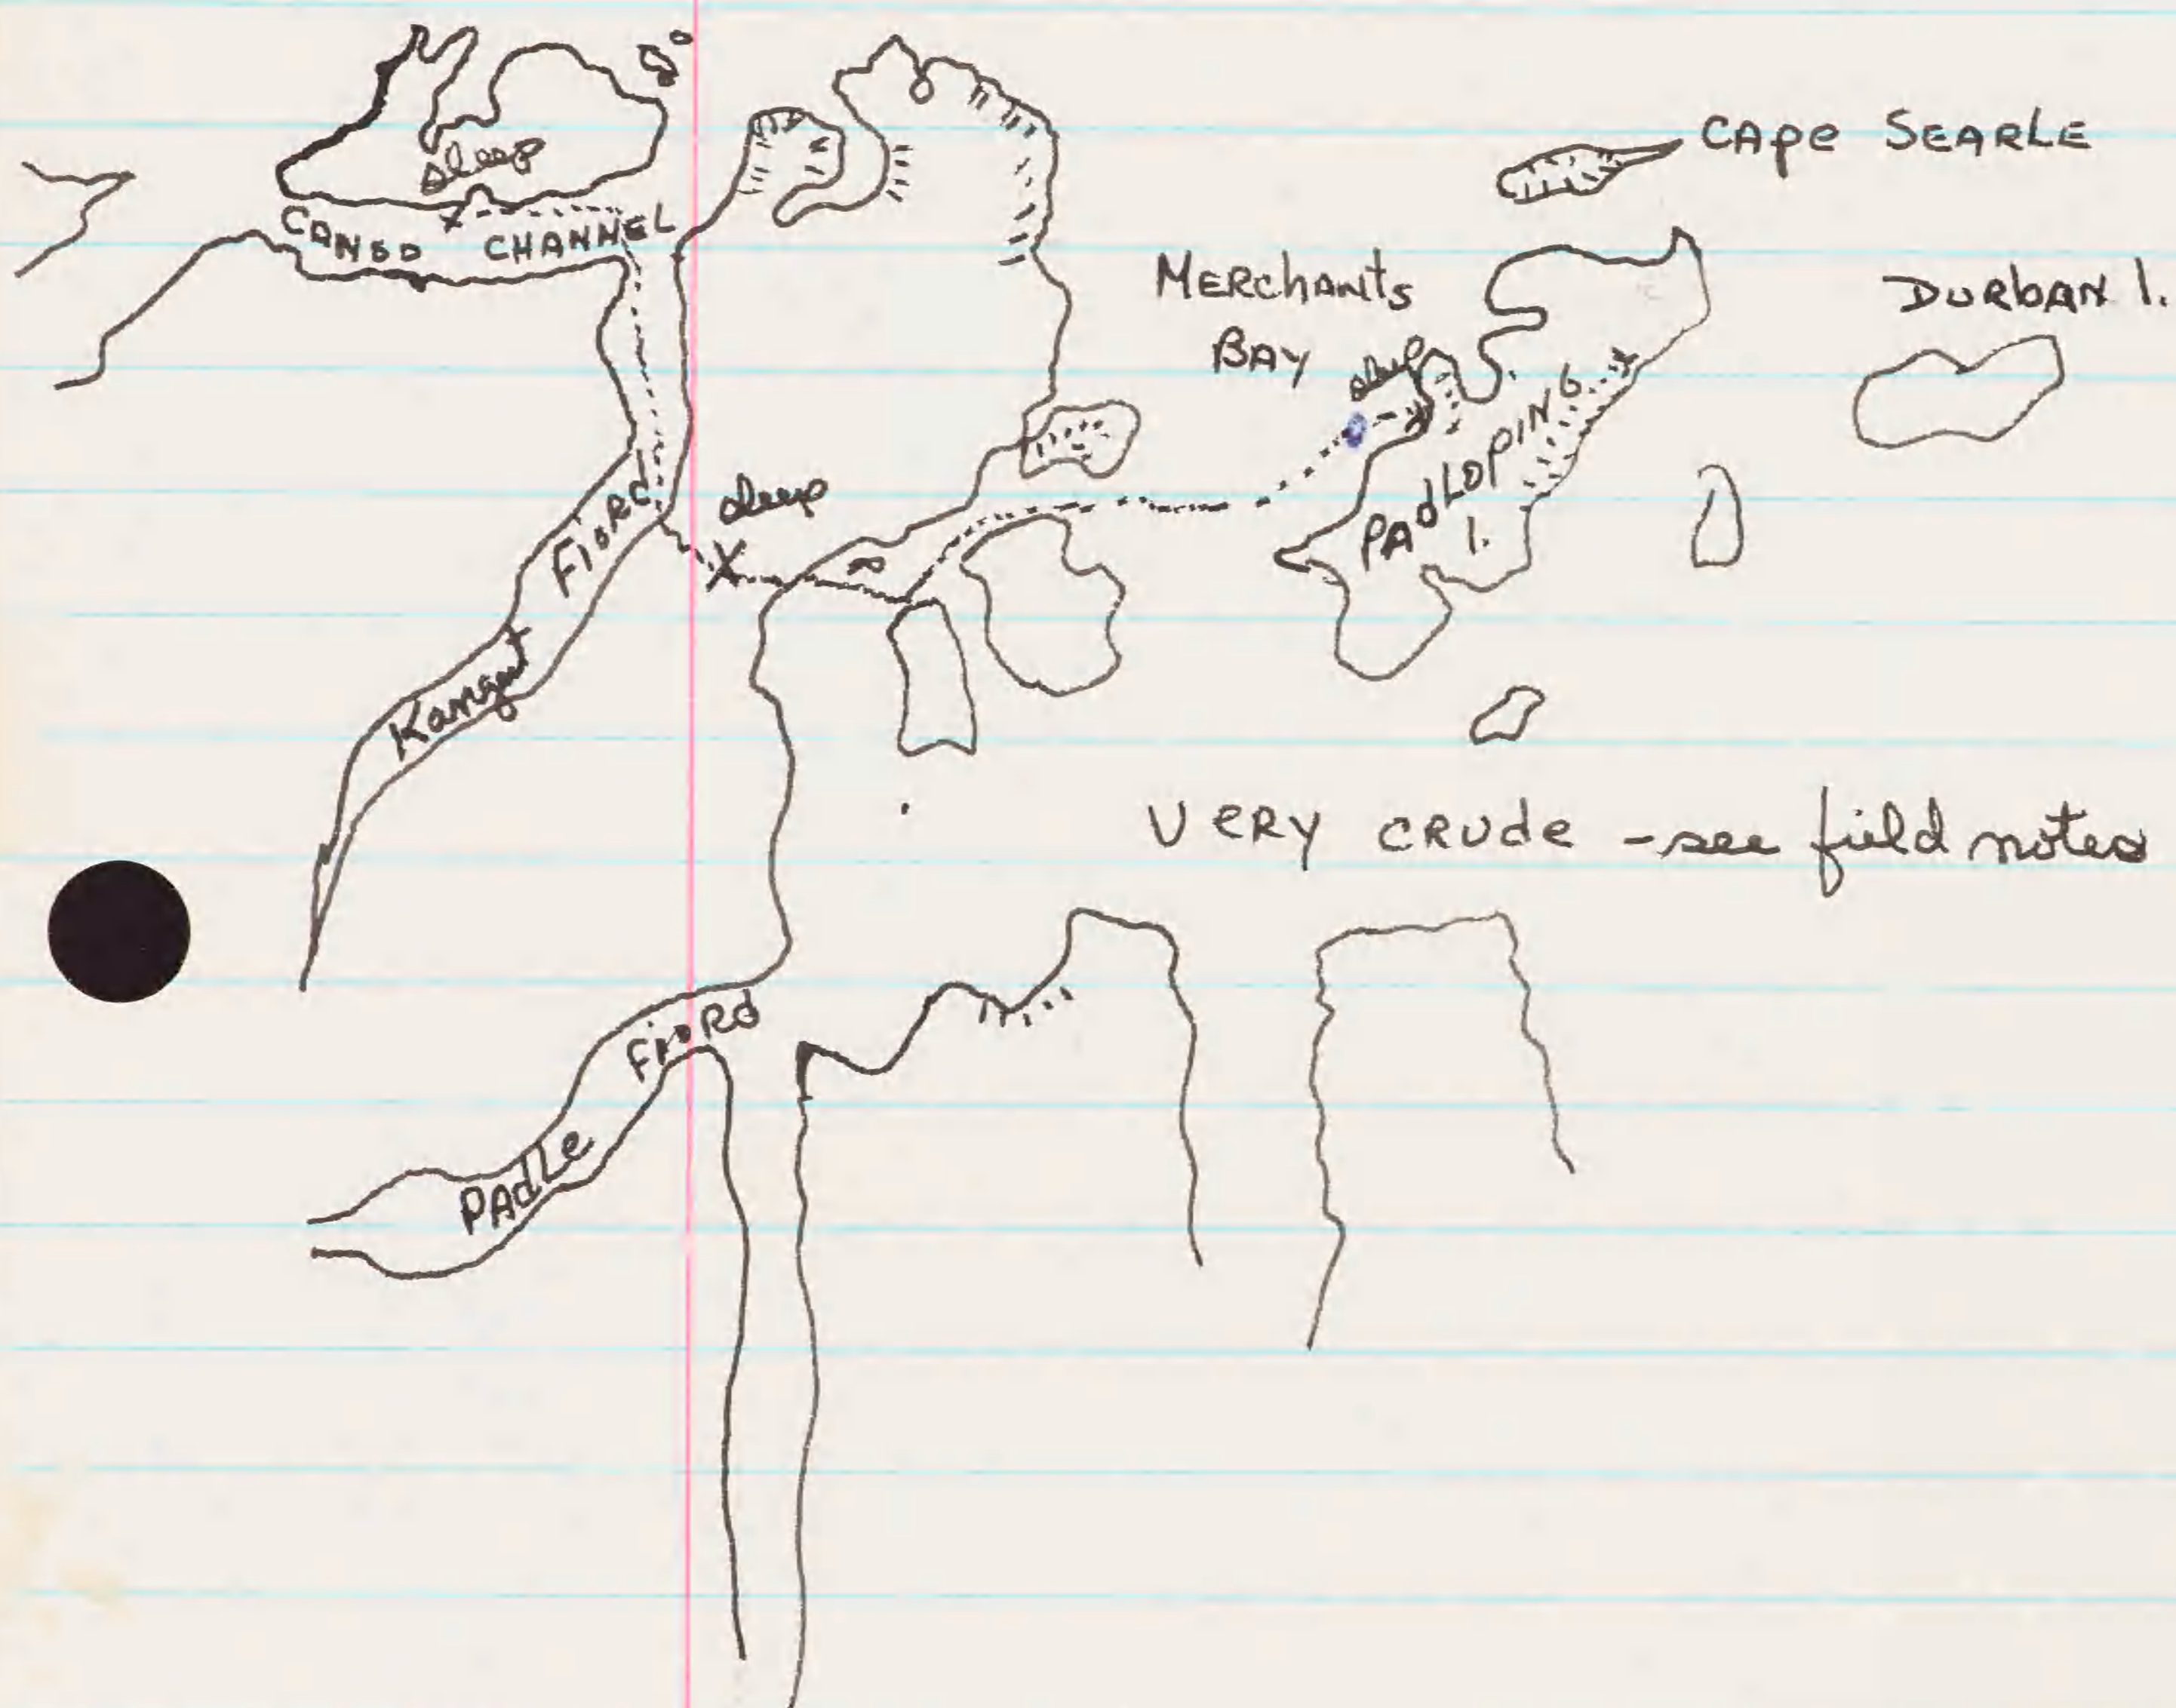 sleep
CANSO CHANNEL
CAPe SEARLE
MERChANTS
BAY
DURbAN I.
sleep
PAdLOPING
I.
sleep
Fiord
Kangut
VERY CRUde - see field notes
FioRd
PAdLe